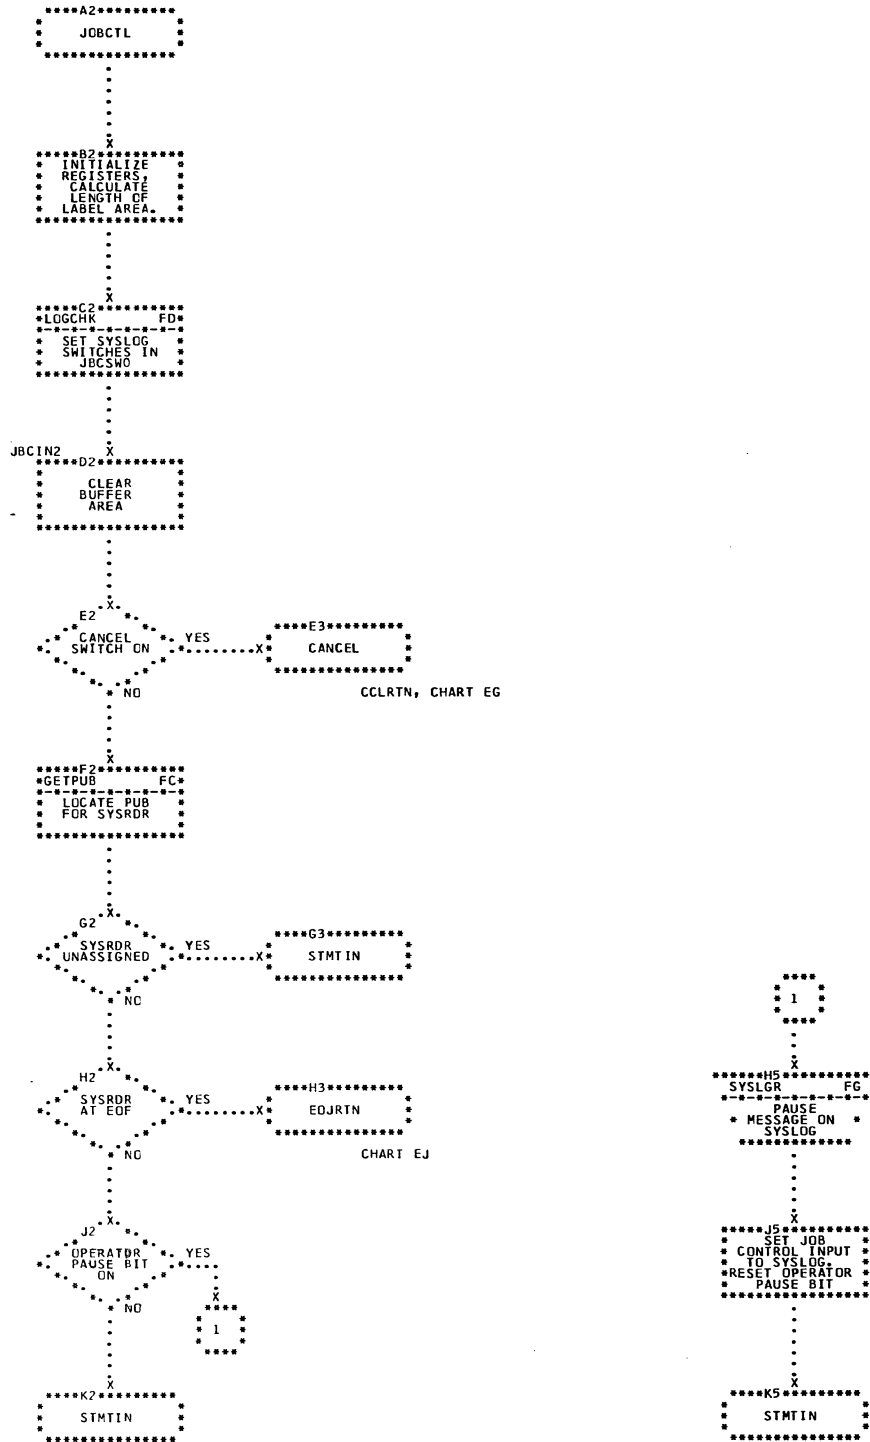 A2
JOBCTL
B2
INITIALIZE
REGISTERS,
CALCULATE
LENGTH OF
LABEL AREA.
C2
LOGCHK FD
SET SYSLOG
SWITCHES IN
JBCSW0
JBCIN2
D2
CLEAR
BUFFER
AREA
E2
CANCEL
SWITCH ON
YES
NO
E3
CANCEL
CCLRTN, CHART EG
F2
GETPUB FC
LOCATE PUB
FOR SYSRDR
G2
SYSRDR
UNASSIGNED
YES
NO
G3
STMTIN
H2
SYSRDR
AT EOF
YES
NO
H3
EOJRTN
CHART EJ
J2
OPERATOR
PAUSE BIT
ON
YES
NO
1
K2
STMTIN
1
H5
SYSLGR FG
PAUSE
MESSAGE ON
SYSLOG
J5
SET JOB
CONTROL INPUT
TO SYSLOG.
RESET OPERATOR
PAUSE BIT
K5
STMTIN